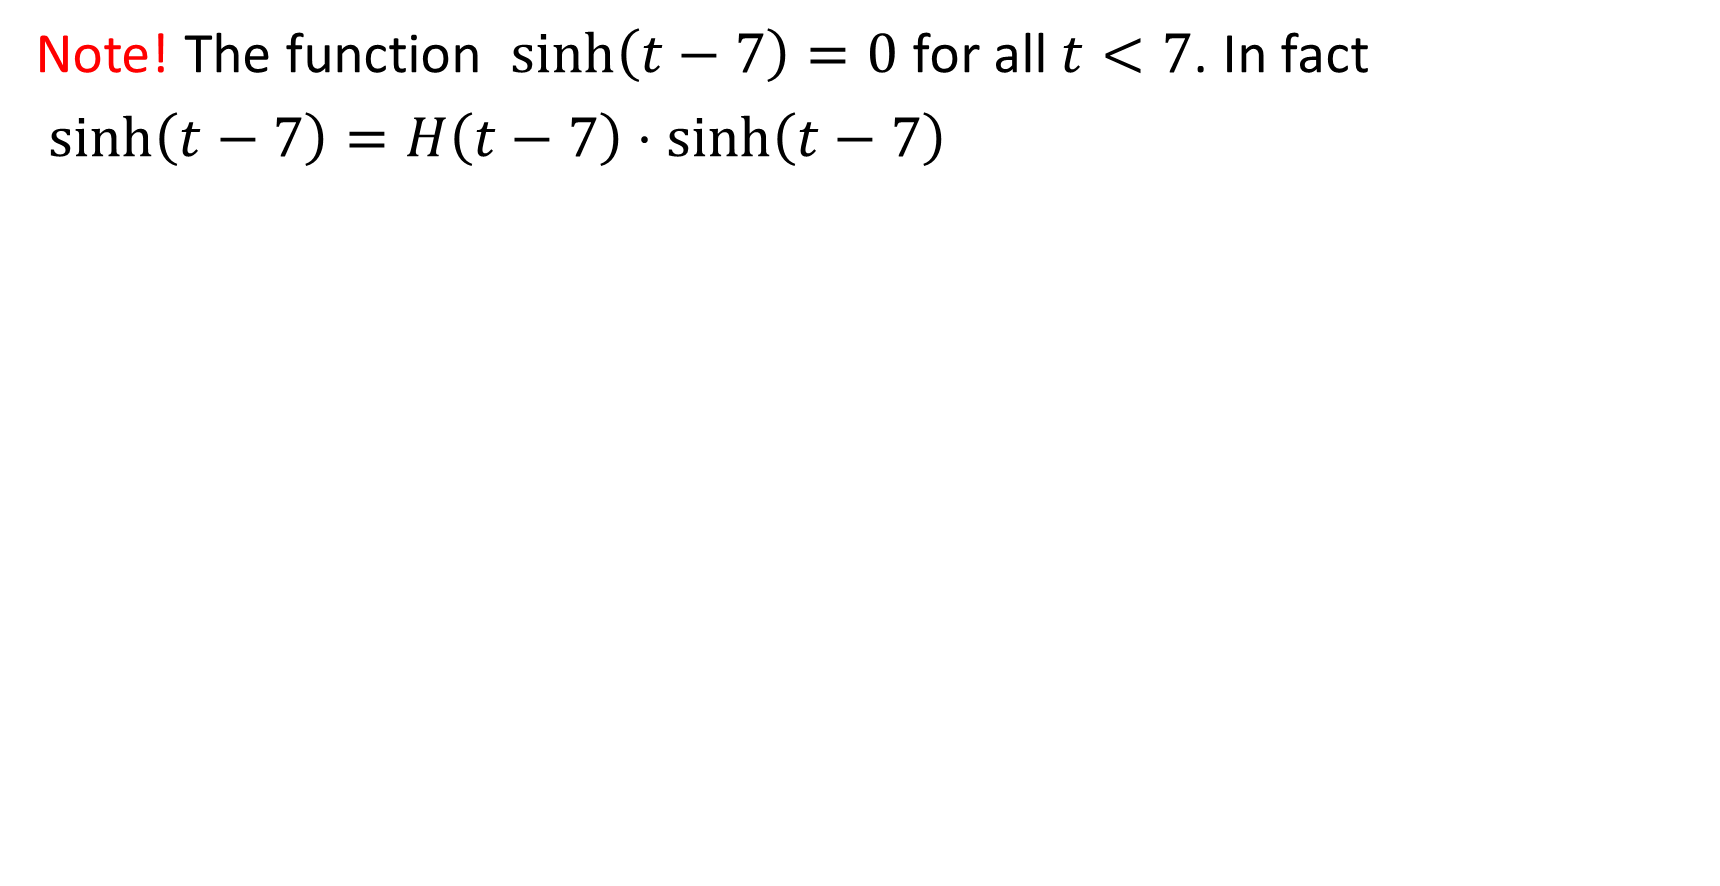 Note! The function sinh(t − 7) = 0 for all t < 7. In fact
sinh(t − 7) = H(t − 7) · sinh(t − 7)